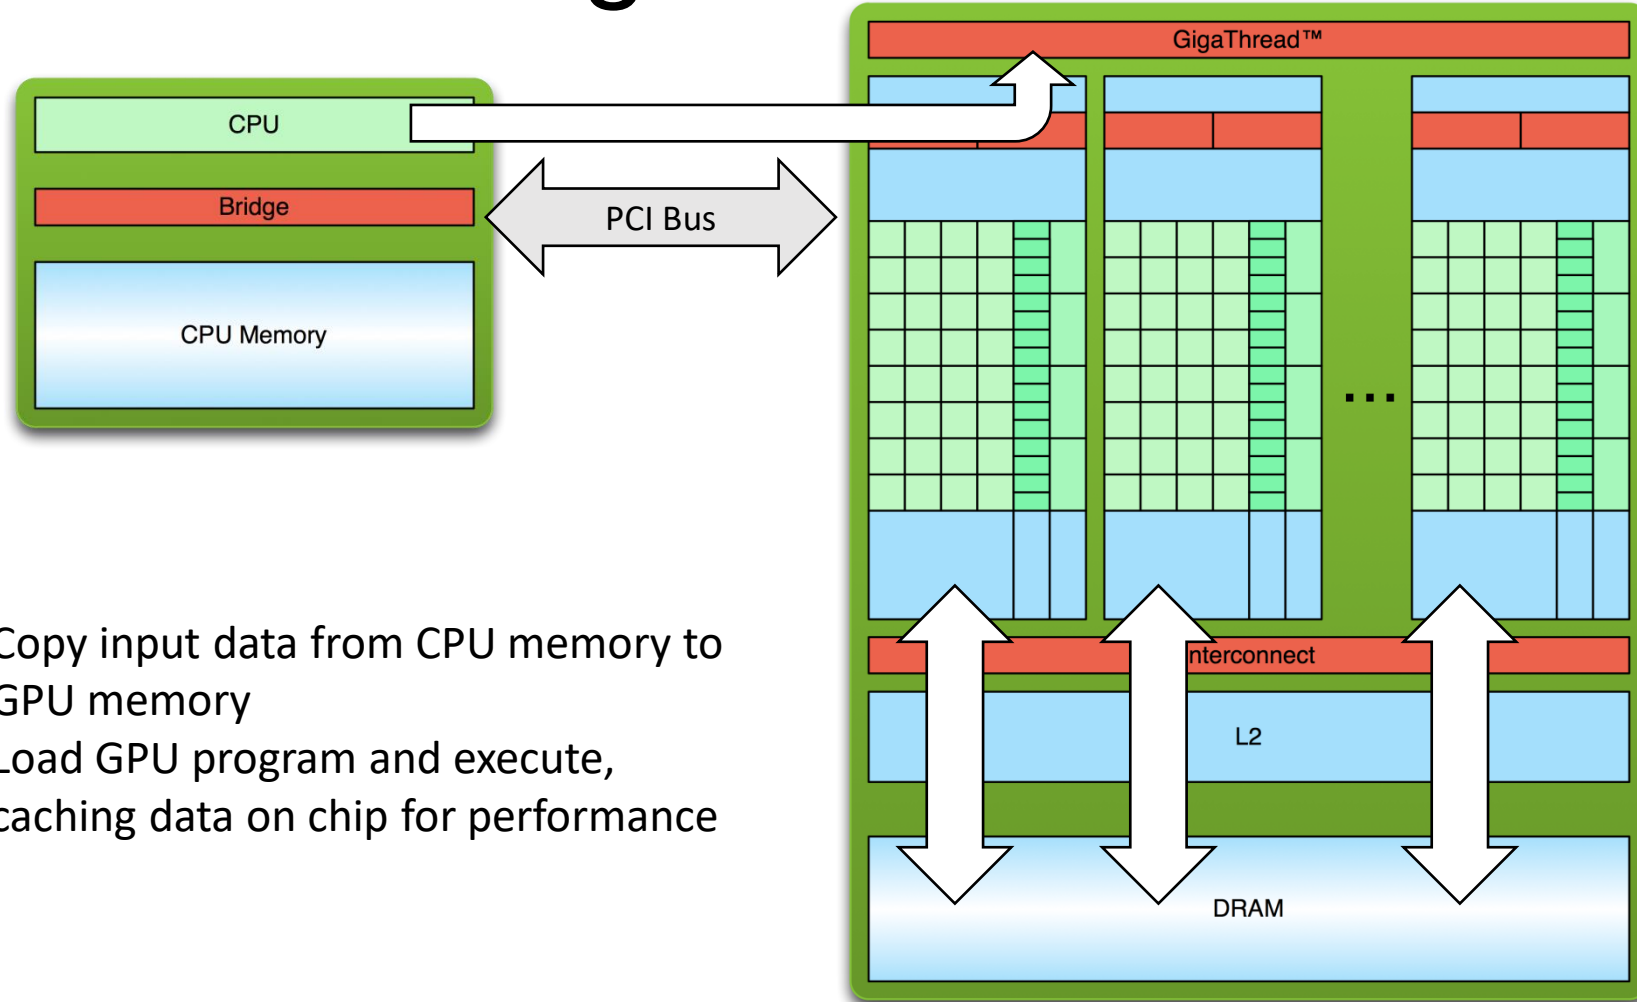 GigaThread™
CPU
Bridge
PCI Bus
CPU Memory
...
Copy input data from CPU memory to
GPU memory
Load GPU program and execute,
caching data on chip for performance
nterconnect
L2
DRAM